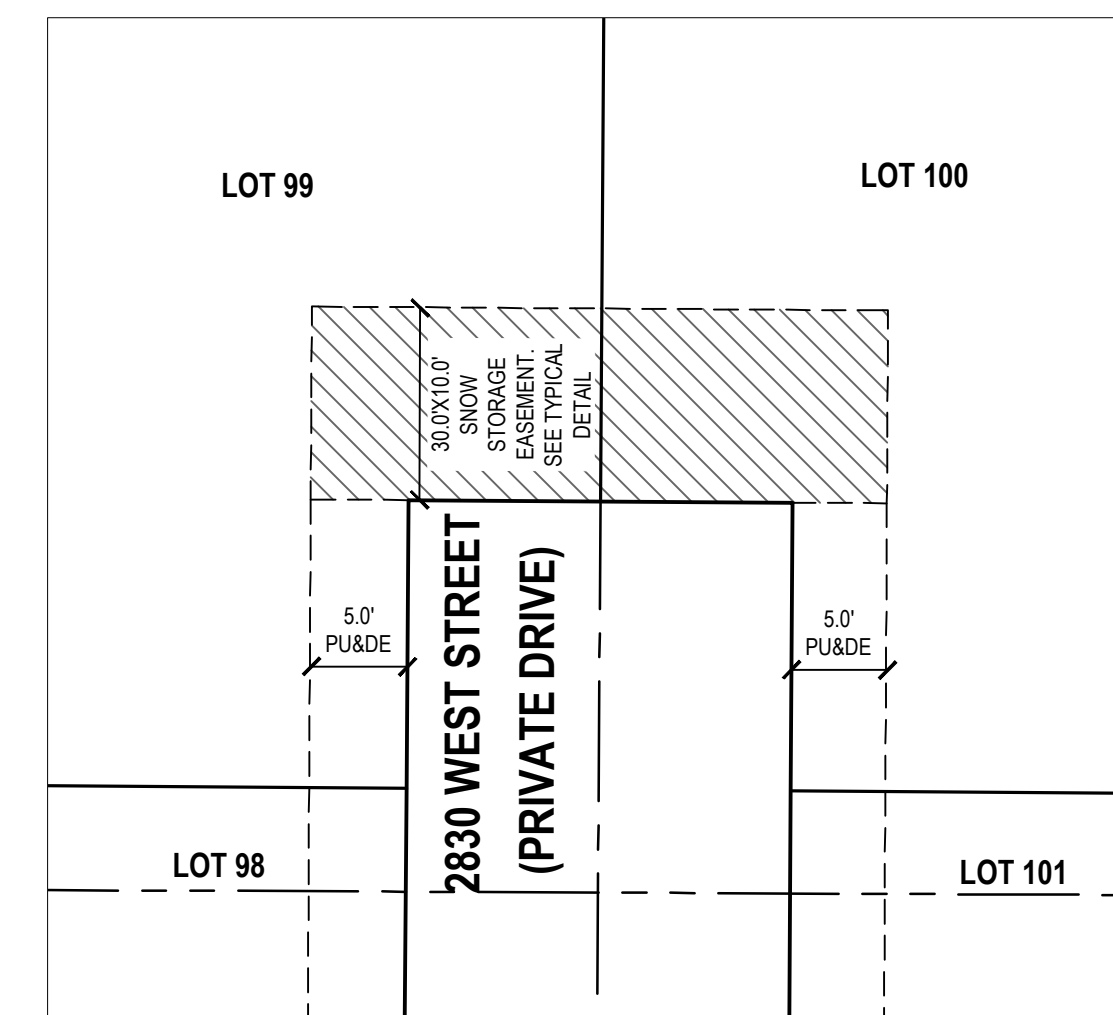 LOT 99
LOT 100
30.0'X10.0'
SNOW
STORAGE
EASEMENT.
SEE TYPICAL
DETAIL
5.0'
PU&DE
2830 WEST STREET
(PRIVATE DRIVE)
5.0'
PU&DE
LOT 98
LOT 101